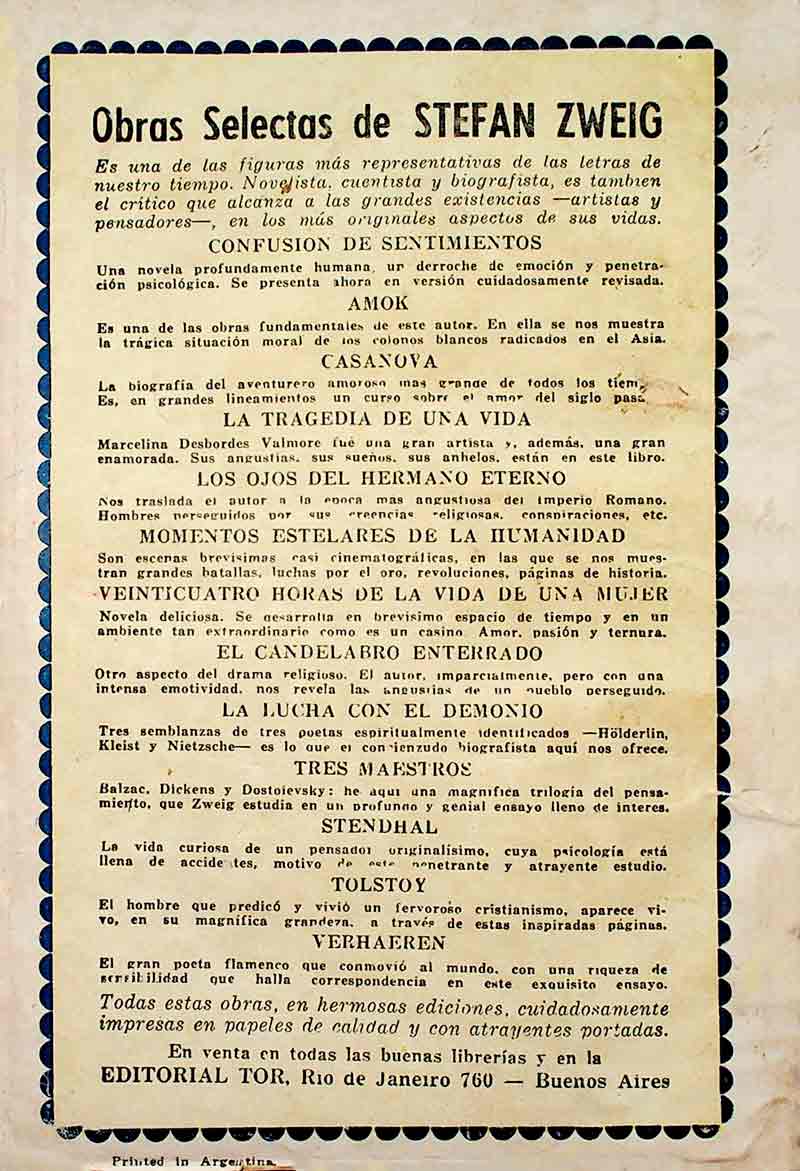 Obras Selectas de STEFAN ZWEIG
Es una de las figuras más representativas de las letras de
nuestro tiempo. Novelista, cuentista y biografista, es tambien
el crítico que alcanza a las grandes existencias —artistas y
pensadores—, en los más originales aspectos de sus vidas.
CONFUSION DE SENTIMIENTOS
Una novela profundamente humana, un derroche de emoción y penetra-
ción psicológica. Se presenta ahora en versión cuidadosamente revisada.
AMOK
Es una de las obras fundamentales de este autor. En ella se nos muestra
la trágica situación moral de los colonos blancos radicados en el Asia.
CASANOVA
La biografía del aventurero amoroso mas grande de todos los tiem
Es, en grandes lineamientos un curso sobre el amor del siglo pasa
LA TRAGEDIA DE UNA VIDA
Marcelina Desbordes Valmore fué una gran artista y, además, una gran
enamorada. Sus angustias, sus sueños, sus anhelos, están en este libro.
LOS OJOS DEL HERMANO ETERNO
Nos traslada el autor a la epoca mas angustiosa del Imperio Romano.
Hombres perseguidos por sus creencias religiosas, conspiraciones, etc.
MOMENTOS ESTELARES DE LA HUMANIDAD
Son escenas brevisimas casi cinematográficas, en las que se nos mues-
tran grandes batallas, luchas por el oro, revoluciones, páginas de historia.
VEINTICUATRO HORAS DE LA VIDA DE UNA MUJER
Novela deliciosa. Se desarrolla en brevisimo espacio de tiempo y en un
ambiente tan extraordinario como es un casino. Amor, pasión y ternura.
EL CANDELABRO ENTERRADO
Otro aspecto del drama religioso. El autor, imparcialmente, pero con una
intensa emotividad, nos revela las angustias de un pueblo perseguido.
LA LUCHA CON EL DEMONIO
Tres semblanzas de tres poetas espiritualmente identificados —Hölderlin,
Kleist y Nietzsche— es lo que el concienzudo biografista aquí nos ofrece.
TRES MAESTROS
Balzac, Dickens y Dostoievsky: he aquí una magnífica trilogía del pensa-
miento, que Zweig estudia en un profundo y genial ensayo lleno de interes.
STENDHAL
La vida curiosa de un pensador originalísimo, cuya psicología está
llena de accidentes, motivo de este penetrante y atrayente estudio.
TOLSTOY
El hombre que predicó y vivió un fervoroso cristianismo, aparece vi-
vo, en su magnífica grandeza, a través de estas inspiradas páginas.
VERHAEREN
El gran poeta flamenco que conmovió al mundo, con una riqueza de
sensibilidad que halla correspondencia en este exquisito ensayo.
Todas estas obras, en hermosas ediciones, cuidadosamente
impresas en papeles de calidad y con atrayentes portadas.
En venta en todas las buenas librerías y en la
EDITORIAL TOR, Rio de Janeiro 760 — Buenos Aires
Printed in Argentina.